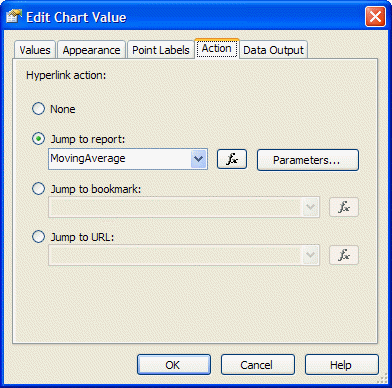 Edit Chart Value
Values Appearance Point Labels Action Data Output
Hyperlink action:
None
Jump to report:
MovingAverage fx Parameters...
Jump to bookmark:
fx
Jump to URL:
fx
OK Cancel Help